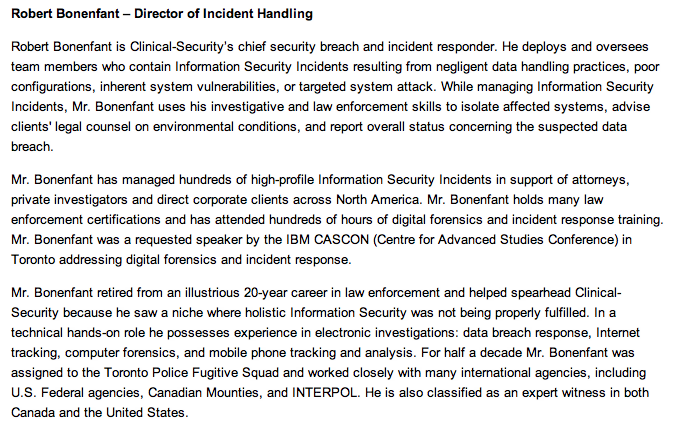 Robert Bonenfant – Director of Incident Handling
Robert Bonenfant is Clinical-Security's chief security breach and incident responder. He deploys and oversees
team members who contain Information Security Incidents resulting from negligent data handling practices, poor
configurations, inherent system vulnerabilities, or targeted system attack. While managing Information Security
Incidents, Mr. Bonenfant uses his investigative and law enforcement skills to isolate affected systems, advise
clients' legal counsel on environmental conditions, and report overall status concerning the suspected data
breach.
Mr. Bonenfant has managed hundreds of high-profile Information Security Incidents in support of attorneys,
private investigators and direct corporate clients across North America. Mr. Bonenfant holds many law
enforcement certifications and has attended hundreds of hours of digital forensics and incident response training.
Mr. Bonenfant was a requested speaker by the IBM CASCON (Centre for Advanced Studies Conference) in
Toronto addressing digital forensics and incident response.
Mr. Bonenfant retired from an illustrious 20-year career in law enforcement and helped spearhead Clinical-
Security because he saw a niche where holistic Information Security was not being properly fulfilled. In a
technical hands-on role he possesses experience in electronic investigations: data breach response, Internet
tracking, computer forensics, and mobile phone tracking and analysis. For half a decade Mr. Bonenfant was
assigned to the Toronto Police Fugitive Squad and worked closely with many international agencies, including
U.S. Federal agencies, Canadian Mounties, and INTERPOL. He is also classified as an expert witness in both
Canada and the United States.